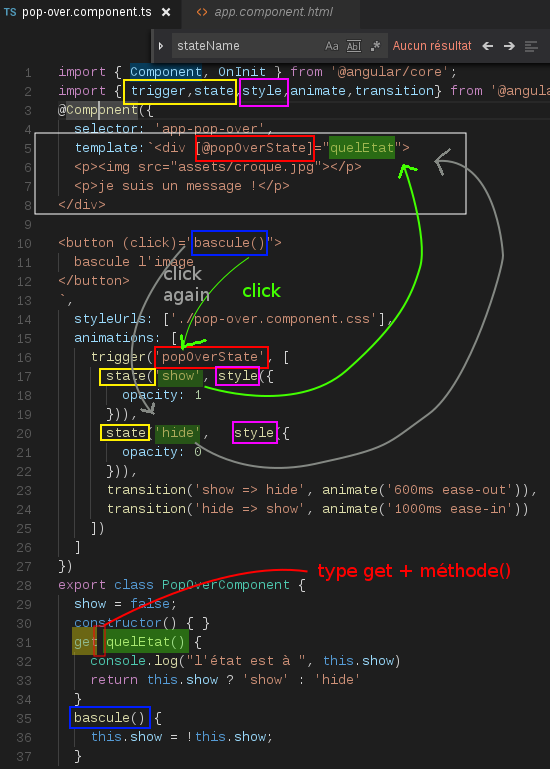 TS pop-over.component.ts × <> app.component.html
stateName Aa Abl .* Aucun résultat
1 import { Component, OnInit } from '@angular/core';
2 import { trigger,state,style,animate,transition} from '@angular
3 @Component({
4 selector: 'app-pop-over',
5 template:`<div [@popOverState]="quelEtat">
6 <p><img src="assets/croque.jpg"></p>
7 <p>je suis un message !</p>
8 </div>
9
10 <button (click)="bascule()">
11 bascule l'image
12 </button>
click again
click
13 `,
14 styleUrls: ['./pop-over.component.css'],
15 animations: [
16 trigger('popOverState', [
17 state('show', style({
18 opacity: 1
19 })),
20 state('hide', style({
21 opacity: 0
22 })),
23 transition('show => hide', animate('600ms ease-out')),
24 transition('hide => show', animate('1000ms ease-in'))
25 ])
26 ]
27 })
type get + méthode()
28 export class PopOverComponent {
29 show = false;
30 constructor() { }
31 get quelEtat() {
32 console.log("l'état est à ", this.show)
33 return this.show ? 'show' : 'hide'
34 }
35 bascule() {
36 this.show = !this.show;
37 }